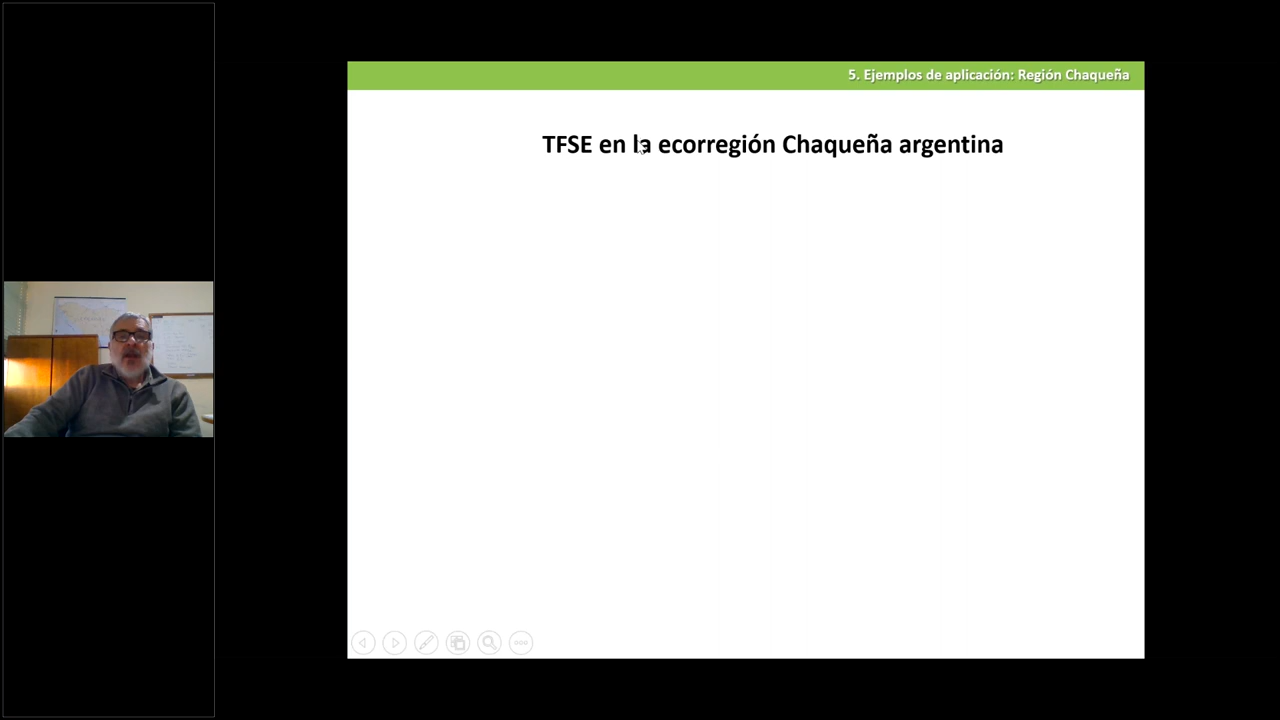 5. Ejemplos de aplicación: Región Chaqueña
TFSE en la ecorregión Chaqueña argentina